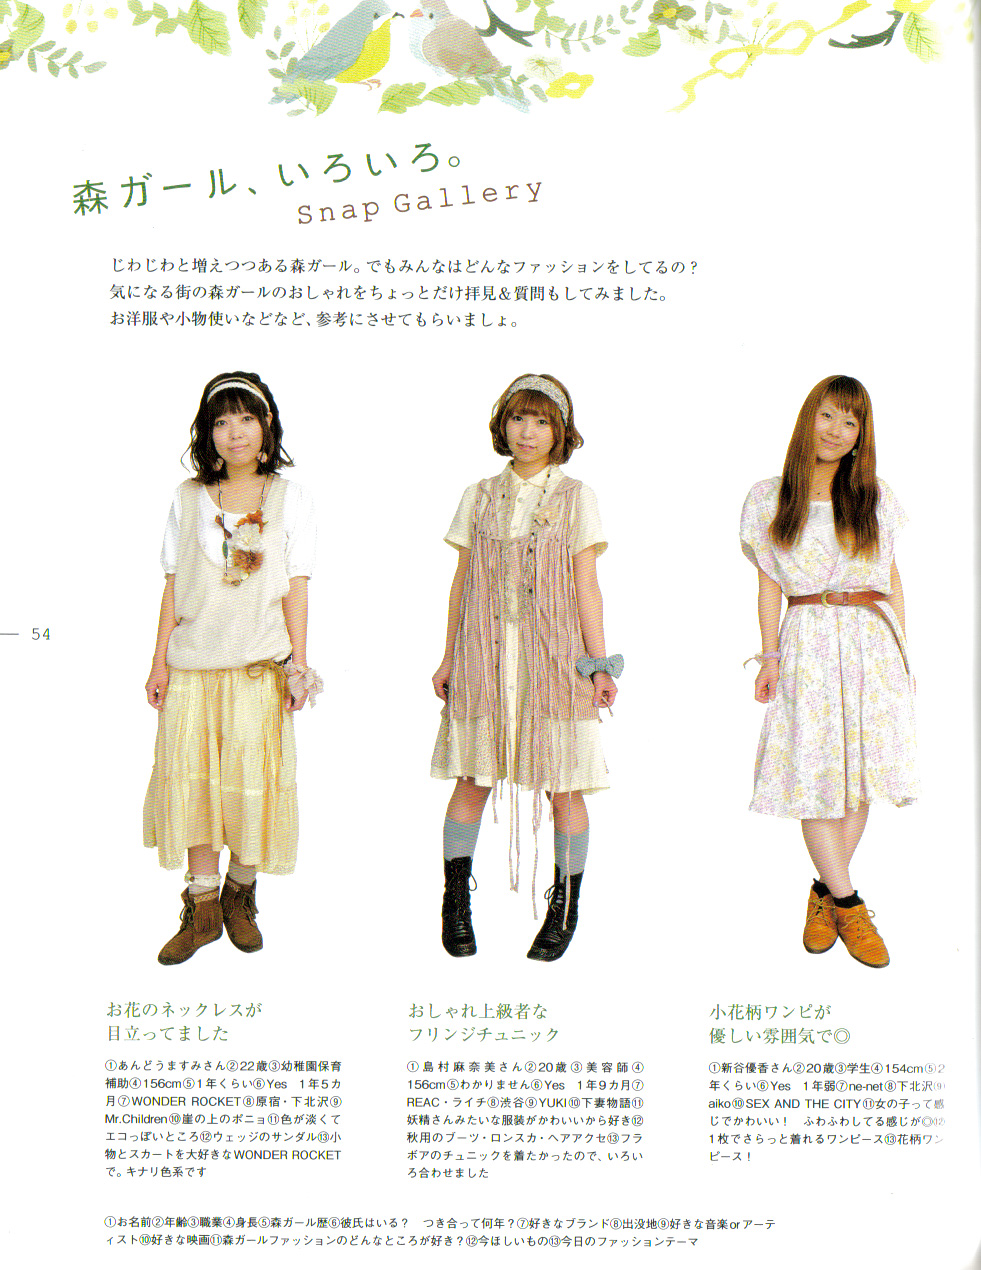 森ガール、いろいろ。
Snap Gallery
じわじわと増えつつある森ガール。でもみんなはどんなファッションをしてるの?
気になる街の森ガールのおしゃれをちょっとだけ拝見&質問もしてみました。
お洋服や小物使いなどなど、参考にさせてもらいましょ。
54
お花のネックレスが
目立ってました
①あんどうますみさん②22歳③幼稚園保育
補助④156cm⑤1年くらい⑥Yes 1年5カ
月⑦WONDER ROCKET⑧原宿・下北沢⑨
Mr.Children⑩崖の上のポニョ⑪色が淡くて
エコっぽいところ⑫ウェッジのサンダル⑬小
物とスカートを大好きなWONDER ROCKET
で。キナリ色系です
おしゃれ上級者な
フリンジチュニック
①島村麻奈美さん②20歳③美容師④
156cm⑤わかりません⑥Yes 1年9カ月⑦
REAC・ライチ⑧渋谷⑨YUKI⑩下妻物語⑪
妖精さんみたいな服装がかわいいから好き⑫
秋用のブーツ・ロンスカ・ヘアアクセ⑬フラ
ボアのチュニックを着たかったので、いろい
ろ合わせました
小花柄ワンピが
優しい雰囲気で◎
①新谷優香さん②20歳③学生④154cm⑤2
年くらい⑥Yes 1年弱⑦ne-net⑧下北沢⑨
aiko⑩SEX AND THE CITY⑪女の子って感
じでかわいい! ふわふわしてる感じが◎⑫
1枚でさらっと着れるワンピース⑬花柄ワン
ピース!
①お名前②年齢③職業④身長⑤森ガール歴⑥彼氏はいる? つき合って何年?⑦好きなブランド⑧出没地⑨好きな音楽orアーテ
ィスト⑩好きな映画⑪森ガールファッションのどんなところが好き?⑫今ほしいもの⑬今日のファッションテーマ